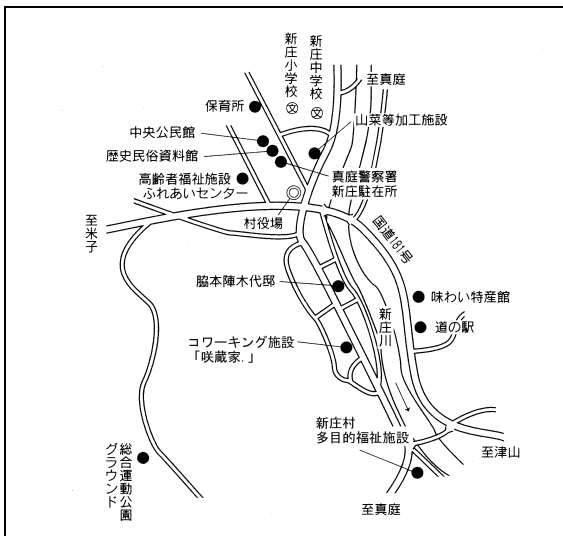 新庄小学校
新庄中学校
文
文
至真庭
保育所
山菜等加工施設
中央公民館
歴史民俗資料館
真庭警察署
新庄駐在所
高齢者福祉施設
ふれあいセンター
村役場
至米子
国道181号
脇本陣木代邸
味わい特産館
新庄川
道の駅
コワーキング施設
「咲蔵家.」
新庄村
多目的福祉施設
至津山
総合運動公園
グラウンド
至真庭